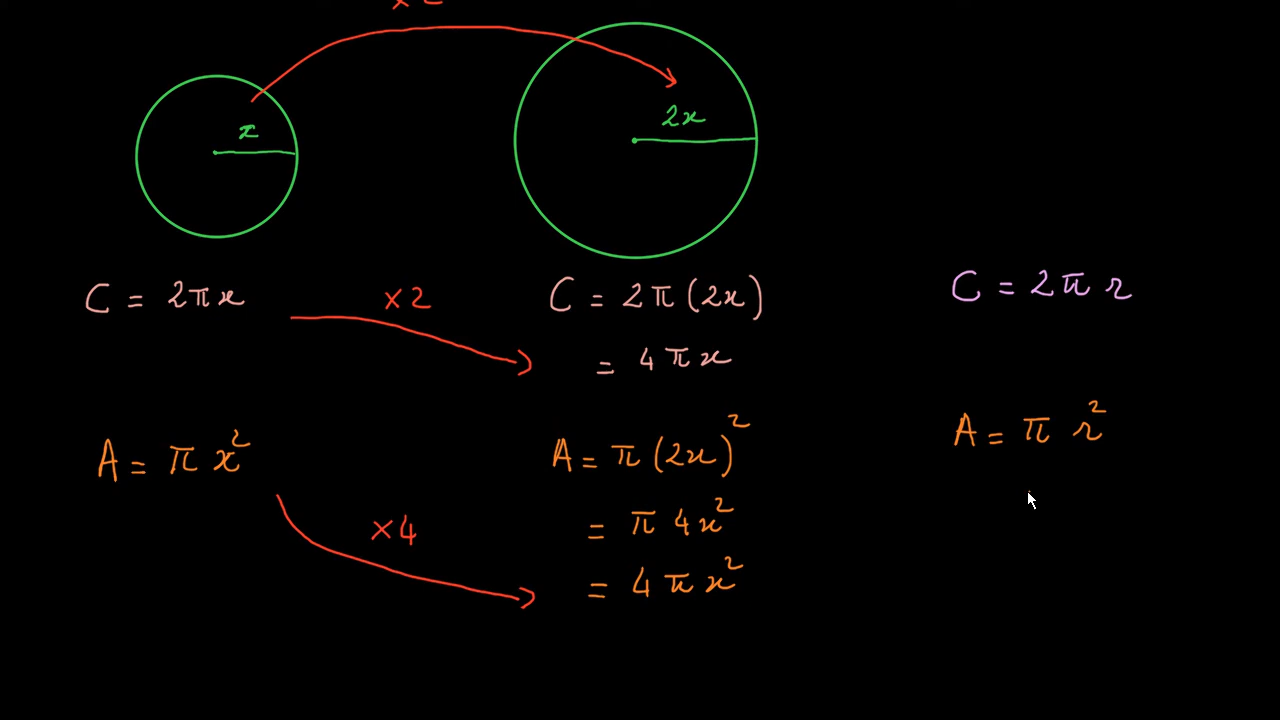 x 2x
C = 2πx ×2 C = 2π(2x) C = 2πr
= 4πx
A = πx² A = π(2x)² A = πr²
×4 = π4x²
= 4πx²